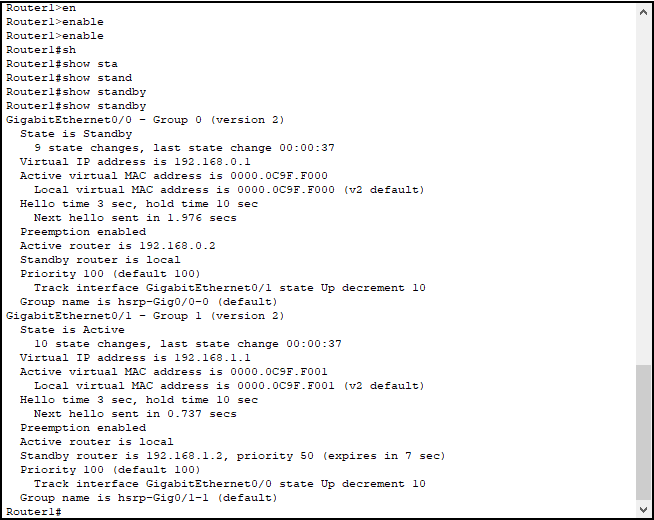 Router1>en
Router1>enable
Router1>enable
Router1#sh
Router1#show sta
Router1#show stand
Router1#show standby
Router1#show standby
GigabitEthernet0/0 - Group 0 (version 2)
  State is Standby
    9 state changes, last state change 00:00:37
  Virtual IP address is 192.168.0.1
  Active virtual MAC address is 0000.0C9F.F000
    Local virtual MAC address is 0000.0C9F.F000 (v2 default)
  Hello time 3 sec, hold time 10 sec
    Next hello sent in 1.976 secs
  Preemption enabled
  Active router is 192.168.0.2
  Standby router is local
  Priority 100 (default 100)
    Track interface GigabitEthernet0/1 state Up decrement 10
  Group name is hsrp-Gig0/0-0 (default)
GigabitEthernet0/1 - Group 1 (version 2)
  State is Active
    10 state changes, last state change 00:00:37
  Virtual IP address is 192.168.1.1
  Active virtual MAC address is 0000.0C9F.F001
    Local virtual MAC address is 0000.0C9F.F001 (v2 default)
  Hello time 3 sec, hold time 10 sec
    Next hello sent in 0.737 secs
  Preemption enabled
  Active router is local
  Standby router is 192.168.1.2, priority 50 (expires in 7 sec)
  Priority 100 (default 100)
    Track interface GigabitEthernet0/0 state Up decrement 10
  Group name is hsrp-Gig0/1-1 (default)
Router1#